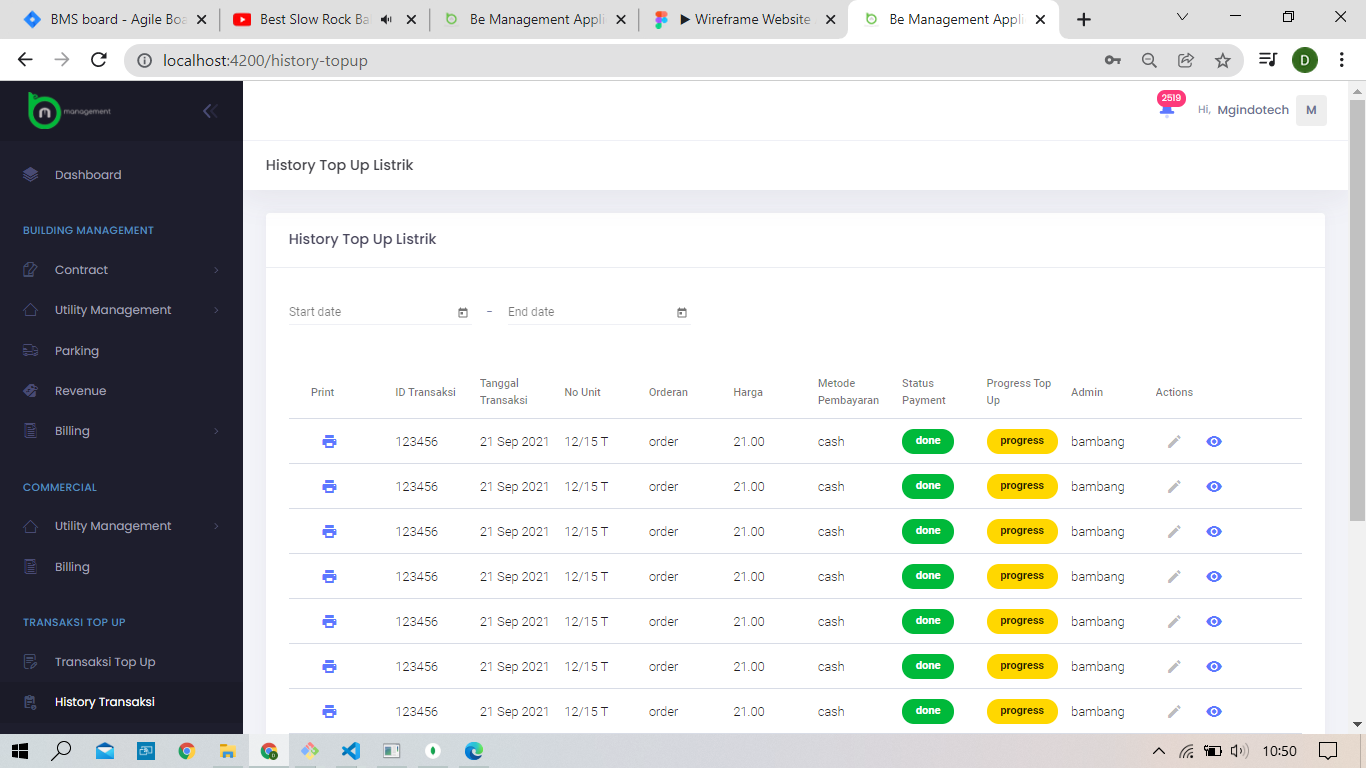 BMS board - Agile Boa
Best Slow Rock Bal
Be Management Appli
Wireframe Website
Be Management Appli
localhost:4200/history-topup
D
management
2519
Hi, Mgindotech M
Dashboard
BUILDING MANAGEMENT
Contract
Utility Management
Parking
Revenue
Billing
COMMERCIAL
Utility Management
Billing
TRANSAKSI TOP UP
Transaksi Top Up
History Transaksi
History Top Up Listrik
History Top Up Listrik
Start date – End date
Print ID Transaksi Tanggal Transaksi No Unit Orderan Harga Metode Pembayaran Status Payment Progress Top Up Admin Actions
123456 21 Sep 2021 12/15 T order 21.00 cash done progress bambang
123456 21 Sep 2021 12/15 T order 21.00 cash done progress bambang
123456 21 Sep 2021 12/15 T order 21.00 cash done progress bambang
123456 21 Sep 2021 12/15 T order 21.00 cash done progress bambang
123456 21 Sep 2021 12/15 T order 21.00 cash done progress bambang
123456 21 Sep 2021 12/15 T order 21.00 cash done progress bambang
123456 21 Sep 2021 12/15 T order 21.00 cash done progress bambang
10:50